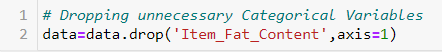 1 # Dropping unnecessary Categorical Variables
2 data=data.drop('Item_Fat_Content',axis=1)